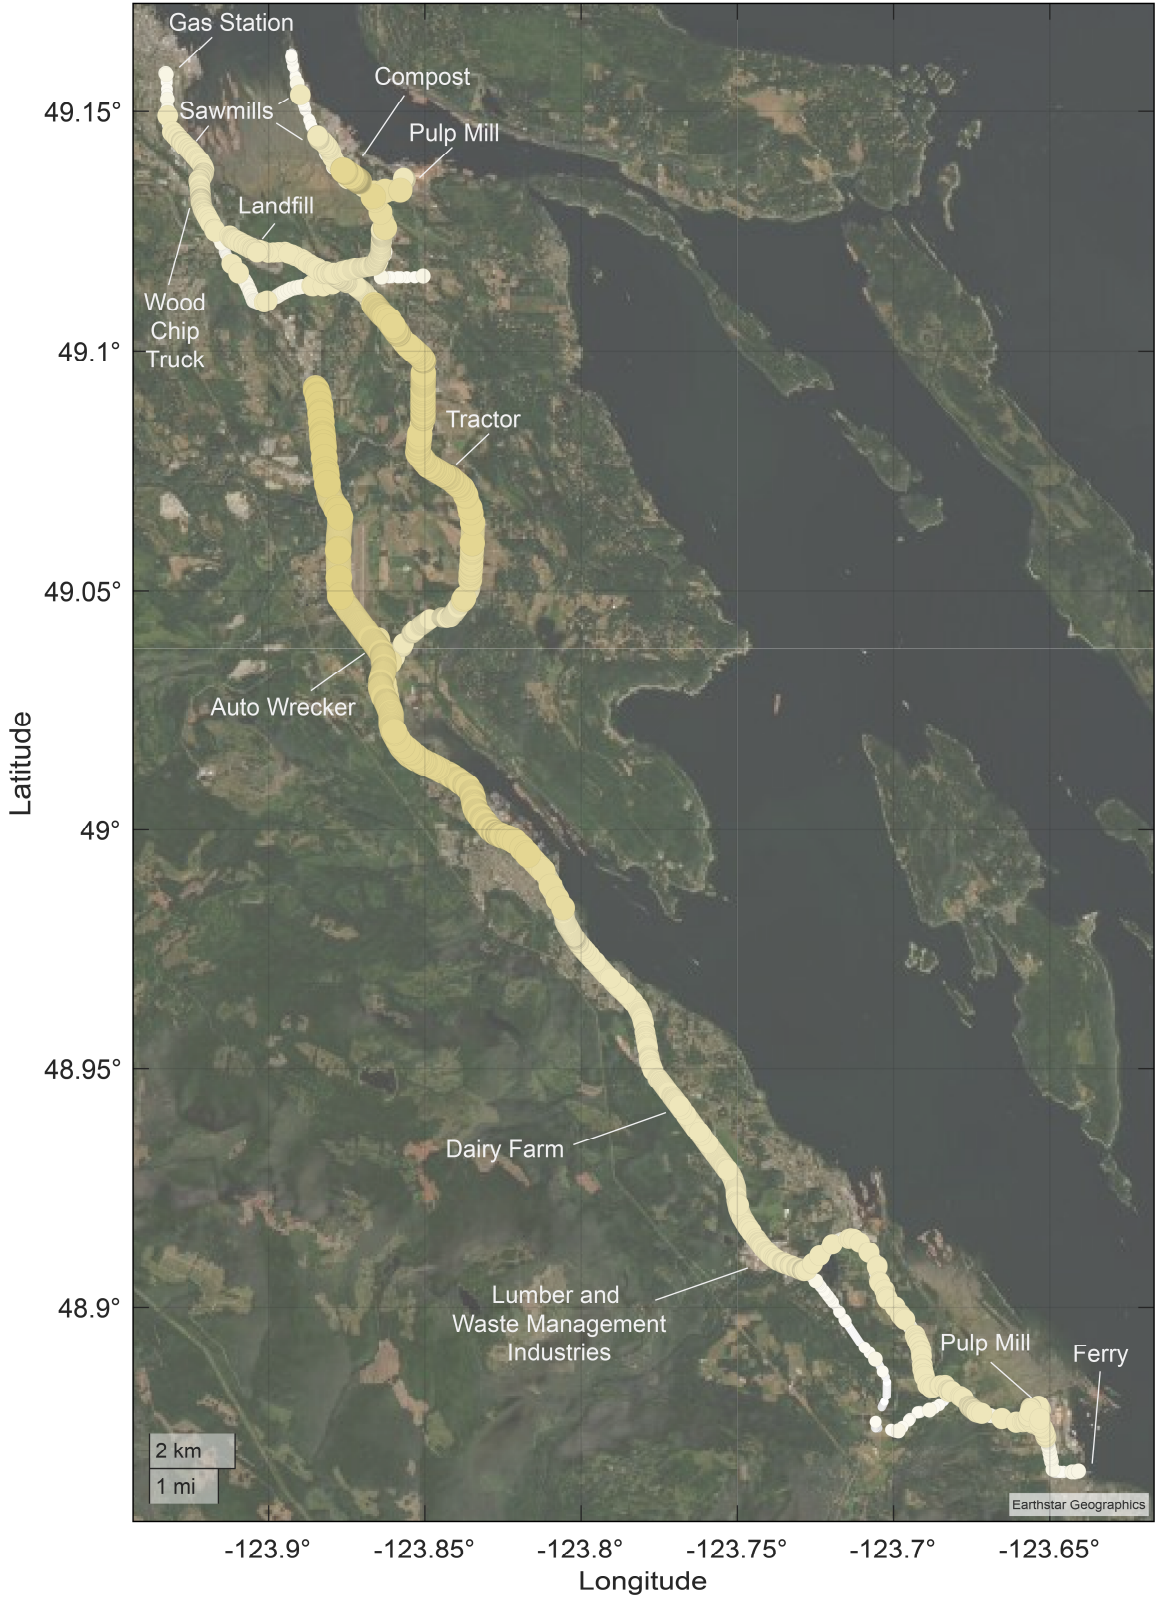 Gas Station
Compost
49.15°
Sawmills
Pulp Mill
Landfill
Wood
Chip
Truck
49.1°
Tractor
49.05°
Auto Wrecker
Latitude
49°
48.95°
Dairy Farm
48.9°
Lumber and
Waste Management
Industries
Pulp Mill
Ferry
2 km
1 mi
Earthstar Geographics
-123.9°
-123.85°
-123.8°
-123.75°
-123.7°
-123.65°
Longitude